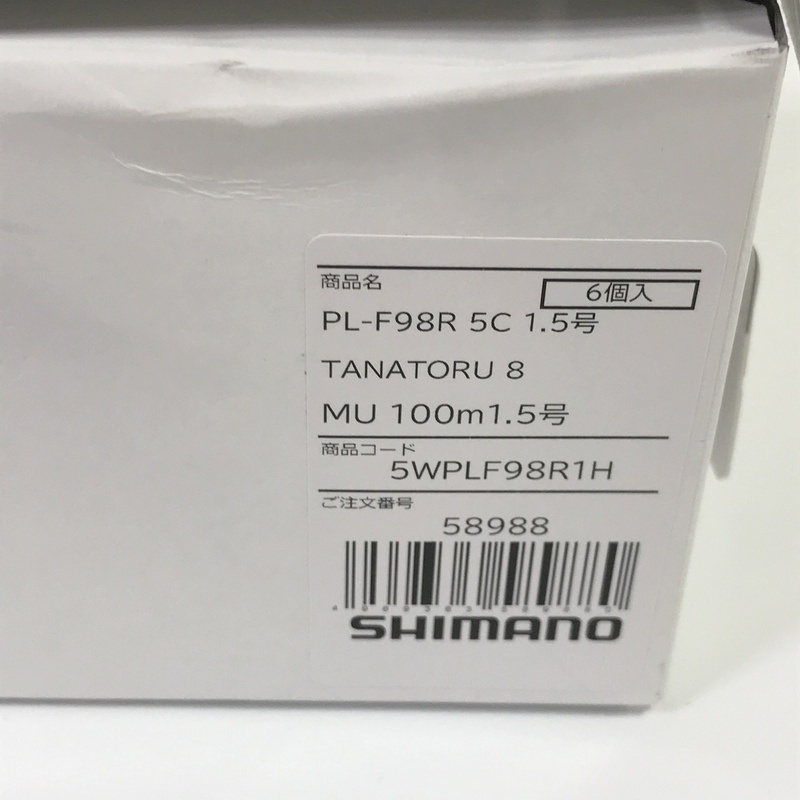 商品名
6個入
PL-F98R 5C 1.5号
TANATORU 8
MU 100m1.5号
商品コード
5WPLF98R1H
ご注文番号
58988
SHIMANO